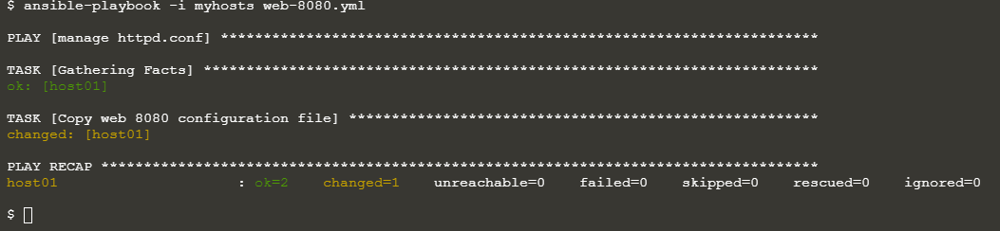 $ ansible-playbook -i myhosts web-8080.yml
PLAY [manage httpd.conf] **********************************************************************
TASK [Gathering Facts] ************************************************************************
ok: [host01]
TASK [Copy web 8080 configuration file] *******************************************************
changed: [host01]
PLAY RECAP ************************************************************************************
host01                     : ok=2    changed=1    unreachable=0    failed=0    skipped=0    rescued=0    ignored=0
$